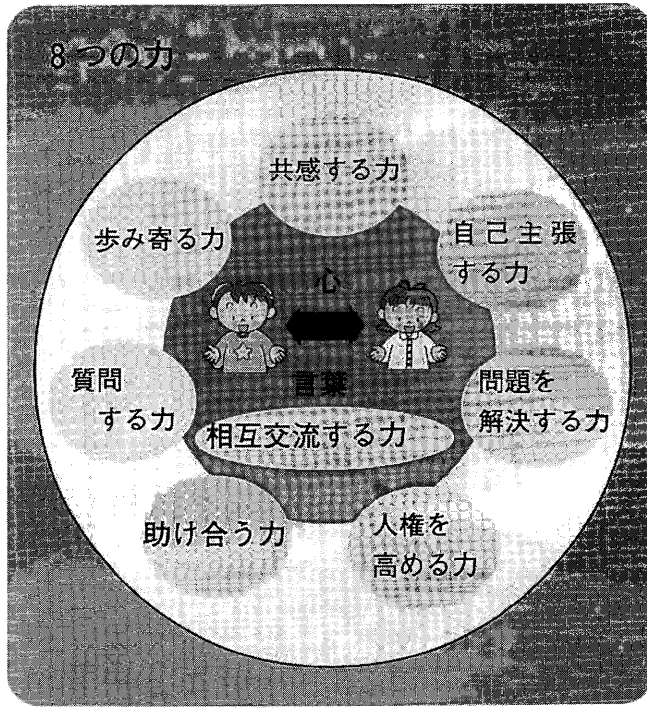 8つの力
共感する力
歩み寄る力
自己主張
する力
心
言葉
質問
する力
問題を
解決する力
相互交流する力
助け合う力
人権を
高める力